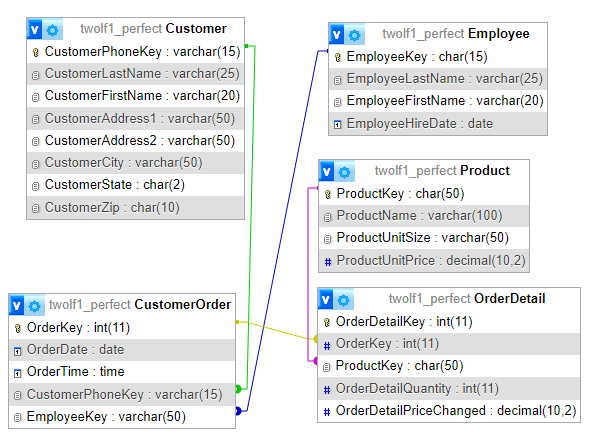 twolf1_perfect Customer
CustomerPhoneKey : varchar(15)
CustomerLastName : varchar(25)
CustomerFirstName : varchar(20)
CustomerAddress1 : varchar(50)
CustomerAddress2 : varchar(50)
CustomerCity : varchar(50)
CustomerState : char(2)
CustomerZip : char(10)
twolf1_perfect Employee
EmployeeKey : char(15)
EmployeeLastName : varchar(25)
EmployeeFirstName : varchar(20)
EmployeeHireDate : date
twolf1_perfect Product
ProductKey : char(50)
ProductName : varchar(100)
ProductUnitSize : varchar(50)
# ProductUnitPrice : decimal(10,2)
twolf1_perfect CustomerOrder
OrderKey : int(11)
OrderDate : date
OrderTime : time
CustomerPhoneKey : varchar(15)
EmployeeKey : varchar(50)
twolf1_perfect OrderDetail
OrderDetailKey : int(11)
# OrderKey : int(11)
ProductKey : char(50)
# OrderDetailQuantity : int(11)
# OrderDetailPriceChanged : decimal(10,2)